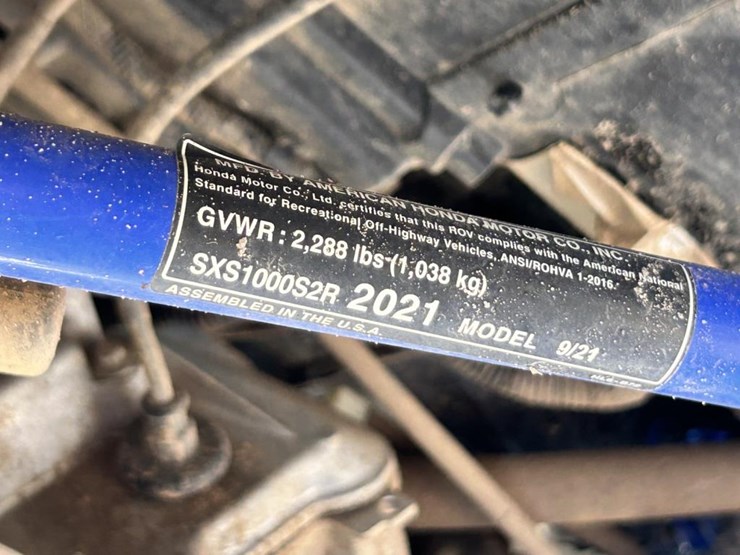 MFD. BY AMERICAN HONDA MOTOR CO., INC.
Honda Motor Co., Ltd. certifies that this ROV complies with the American National
Standard for Recreational Off-Highway Vehicles, ANSI/ROHVA 1-2016.
GVWR: 2,288 lbs (1,038 kg)
SXS1000S2R 2021 MODEL 9/21
ASSEMBLED IN THE U.S.A.